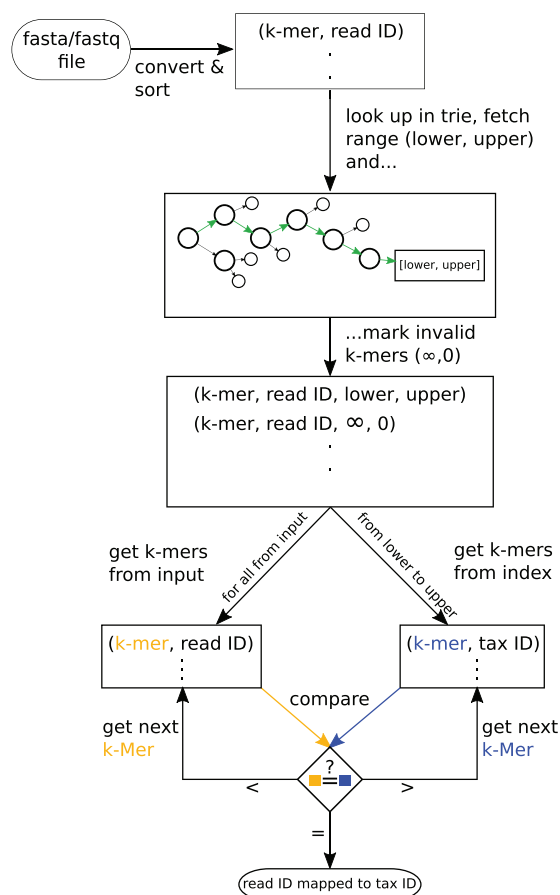 fasta/fastq
file
convert &
sort
(k-mer, read ID)
look up in trie, fetch
range (lower, upper)
and...
[lower, upper]
...mark invalid
k-mers (∞,0)
(k-mer, read ID, lower, upper)
(k-mer, read ID, ∞, 0)
get k-mers
from input
for all from input
from lower to upper
get k-mers
from index
(k-mer, read ID)
(k-mer, tax ID)
compare
get next
k-Mer
get next
k-Mer
?
=
<
>
=
read ID mapped to tax ID